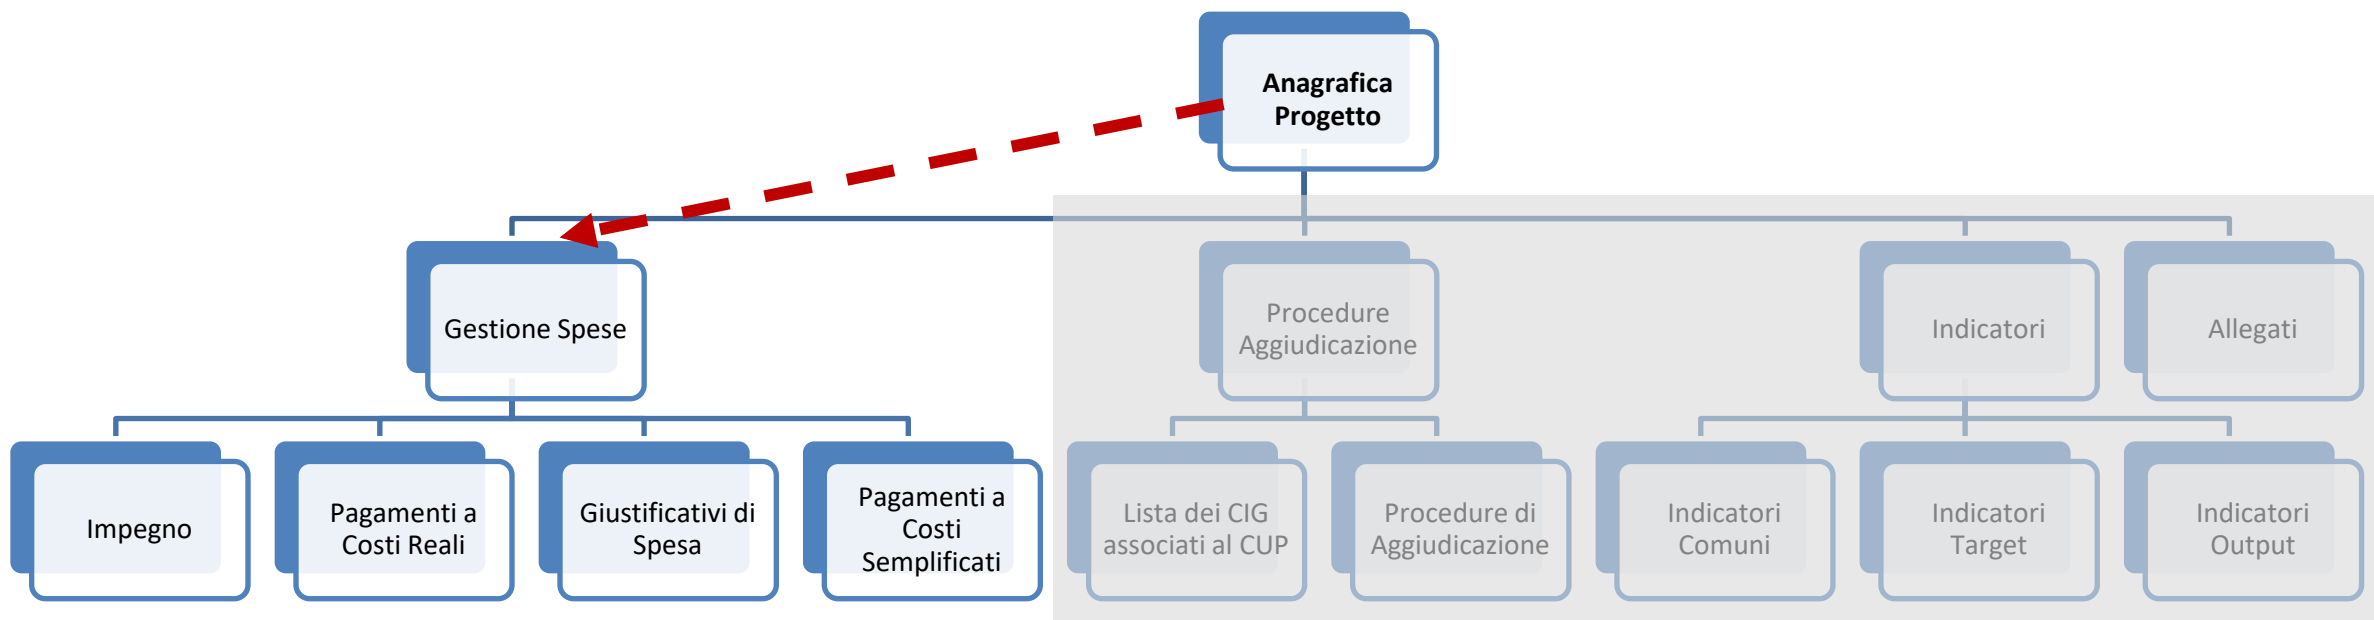 Anagrafica
Progetto
Gestione Spese
Procedure
Aggiudicazione
Indicatori
Allegati
Impegno
Pagamenti a
Costi Reali
Giustificativi di
Spesa
Pagamenti a
Costi
Semplificati
Lista dei CIG
associati al CUP
Procedure di
Aggiudicazione
Indicatori
Comuni
Indicatori
Target
Indicatori
Output